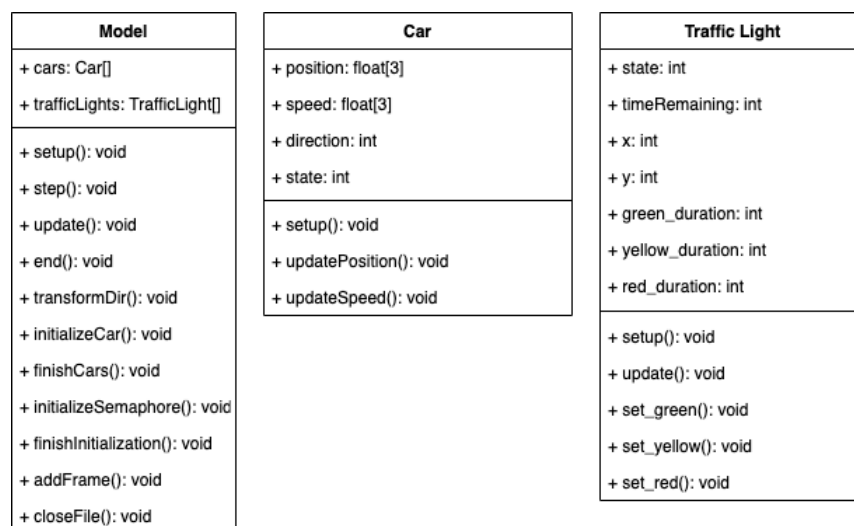 Model
+ cars: Car[]
+ trafficLights: TrafficLight[]
+ setup(): void
+ step(): void
+ update(): void
+ end(): void
+ transformDir(): void
+ initializeCar(): void
+ finishCars(): void
+ initializeSemaphore(): void
+ finishInitialization(): void
+ addFrame(): void
+ closeFile(): void
Car
+ position: float[3]
+ speed: float[3]
+ direction: int
+ state: int
+ setup(): void
+ updatePosition(): void
+ updateSpeed(): void
Traffic Light
+ state: int
+ timeRemaining: int
+ x: int
+ y: int
+ green_duration: int
+ yellow_duration: int
+ red_duration: int
+ setup(): void
+ update(): void
+ set_green(): void
+ set_yellow(): void
+ set_red(): void